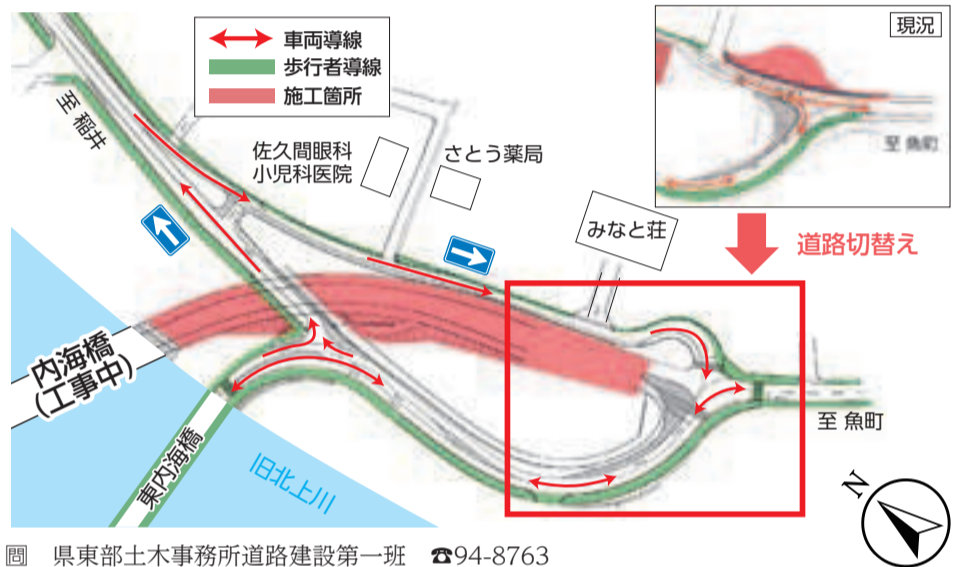 車両導線
歩行者導線
施工箇所
現況
至 魚町
道路切替え
至 稲井
佐久間眼科
小児科医院
さとう薬局
みなと荘
内海橋
(工事中)
東内海橋
旧北上川
至 魚町
N
問 県東部土木事務所道路建設第一班 ☎94-8763